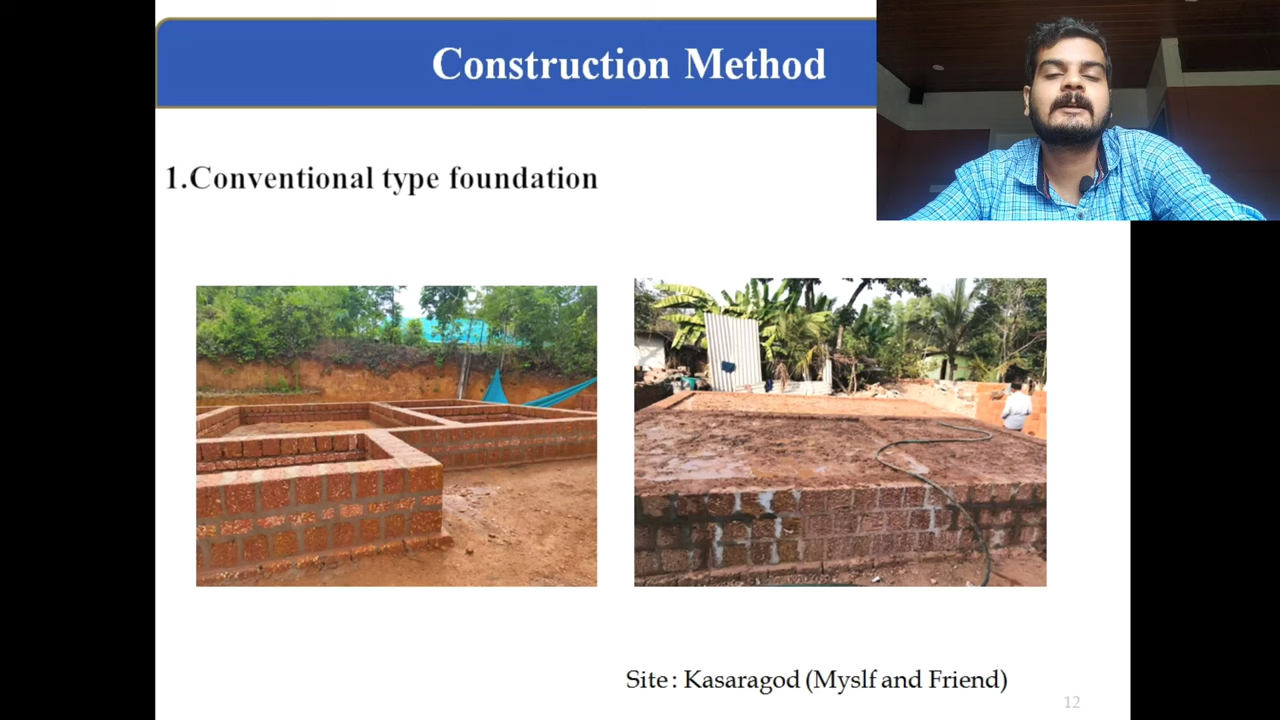 Construction Method
1.Conventional type foundation
Site : Kasaragod (Myslf and Friend)
12